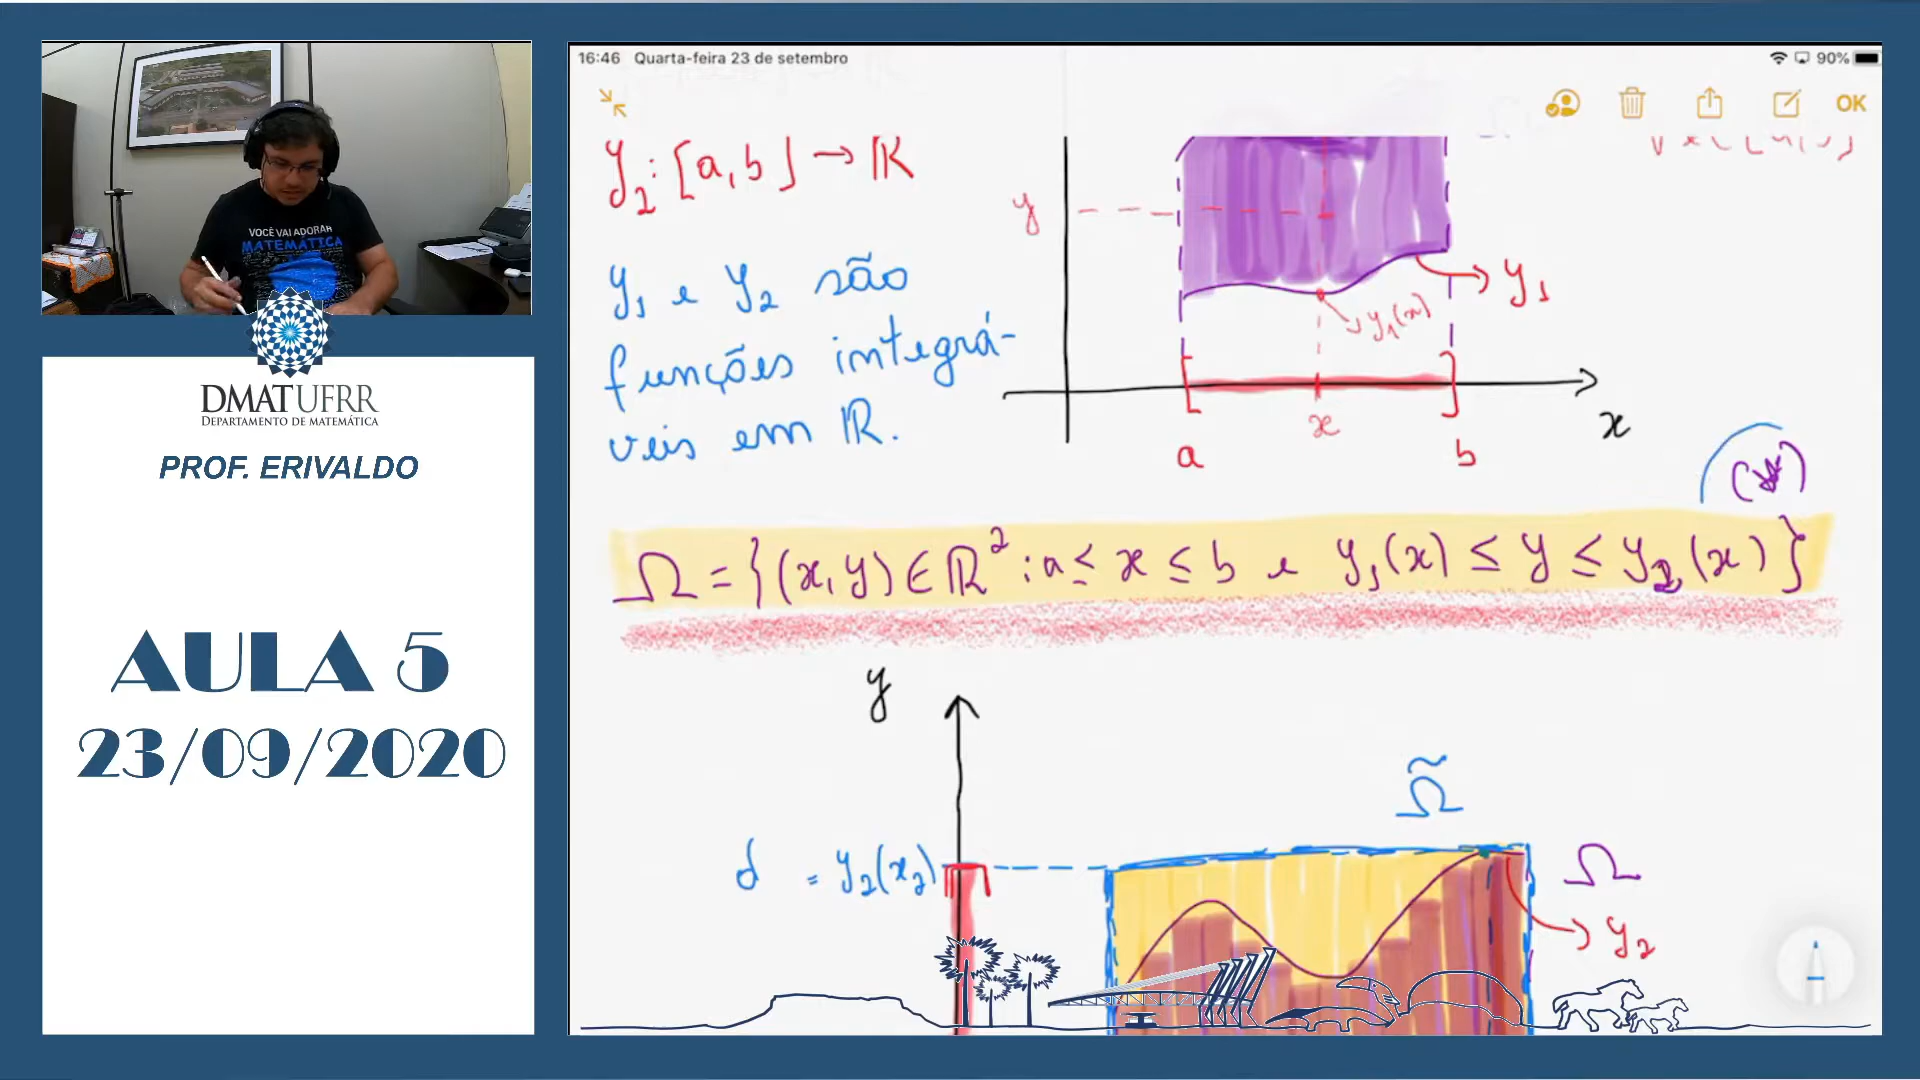 16:46 Quarta-feira 23 de setembro
90%
OK
y₂: [a,b] → ℝ
y₁ e y₂ são
funções integrá-
veis em ℝ.
y
y₁
y₁(x)
x
x
a
b
(*)
Ω = {(x,y) ∈ ℝ² : a ≤ x ≤ b e y₁(x) ≤ y ≤ y₂(x)}
y
Ω̃
d = y₂(x₂)
Ω
y₂
VOCÊ VAI ADORAR
MATEMÁTICA
DMATUFRR
DEPARTAMENTO DE MATEMÁTICA
PROF. ERIVALDO
AULA 5
23/09/2020